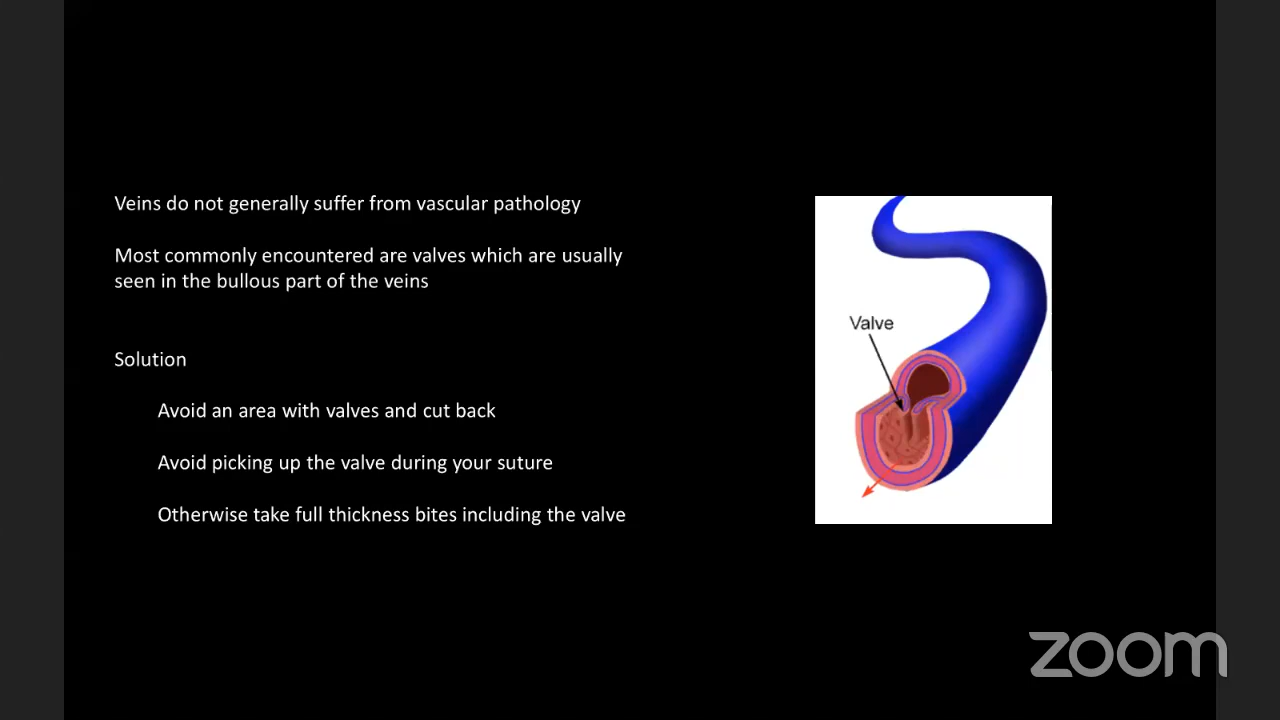 Veins do not generally suffer from vascular pathology
Most commonly encountered are valves which are usually
seen in the bullous part of the veins
Solution
Avoid an area with valves and cut back
Avoid picking up the valve during your suture
Otherwise take full thickness bites including the valve
Valve
zoom